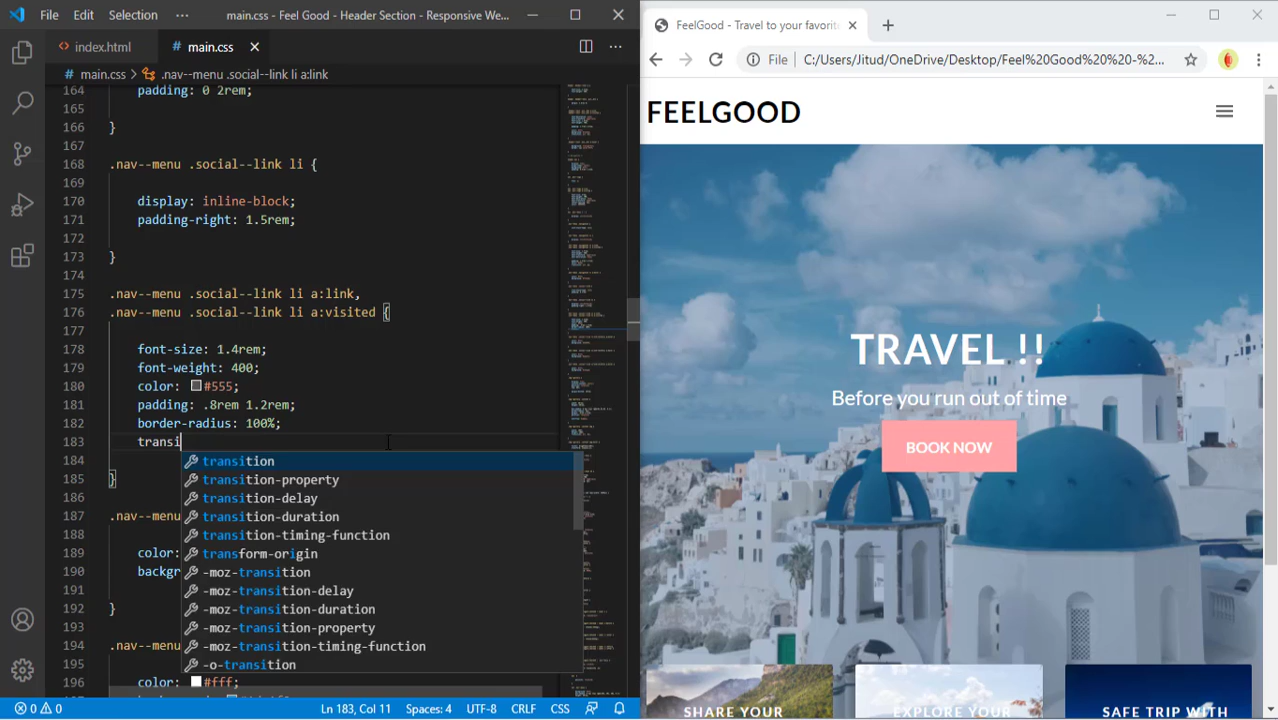 File Edit Selection ··· main.css - Feel Good - Header Section - Responsive We...
index.html main.css
# main.css > .nav--menu .social--link li a:link
164 padding: 0 2rem;
165
166 }
167
168 .nav--menu .social--link li {
169
170 display: inline-block;
171 padding-right: 1.5rem;
172
173 }
174
175 .nav--menu .social--link li a:link,
176 .nav--menu .social--link li a:visited {
177
178 font-size: 1.4rem;
179 font-weight: 400;
180 color: #555;
181 padding: .8rem 1.2rem;
182 border-radius: 100%;
183 transi
184 transition
185 } transition-property
186 transition-delay
187 .nav--menu transition-duration
188 transition-timing-function
189 color: transform-origin
190 backgr -moz-transition
191 -moz-transition-delay
192 } -moz-transition-duration
193 -moz-transition-property
194 .nav--menu -moz-transition-timing-function
195 -o-transition
196 color: #fff;
0 0 Ln 183, Col 11 Spaces: 4 UTF-8 CRLF CSS
FeelGood - Travel to your favorit
File C:/Users/Jitud/OneDrive/Desktop/Feel%20Good%20%20-%...
FEELGOOD
TRAVEL !!
Before you run out of time
BOOK NOW
SHARE YOUR EXPLORE YOUR SAFE TRIP WITH